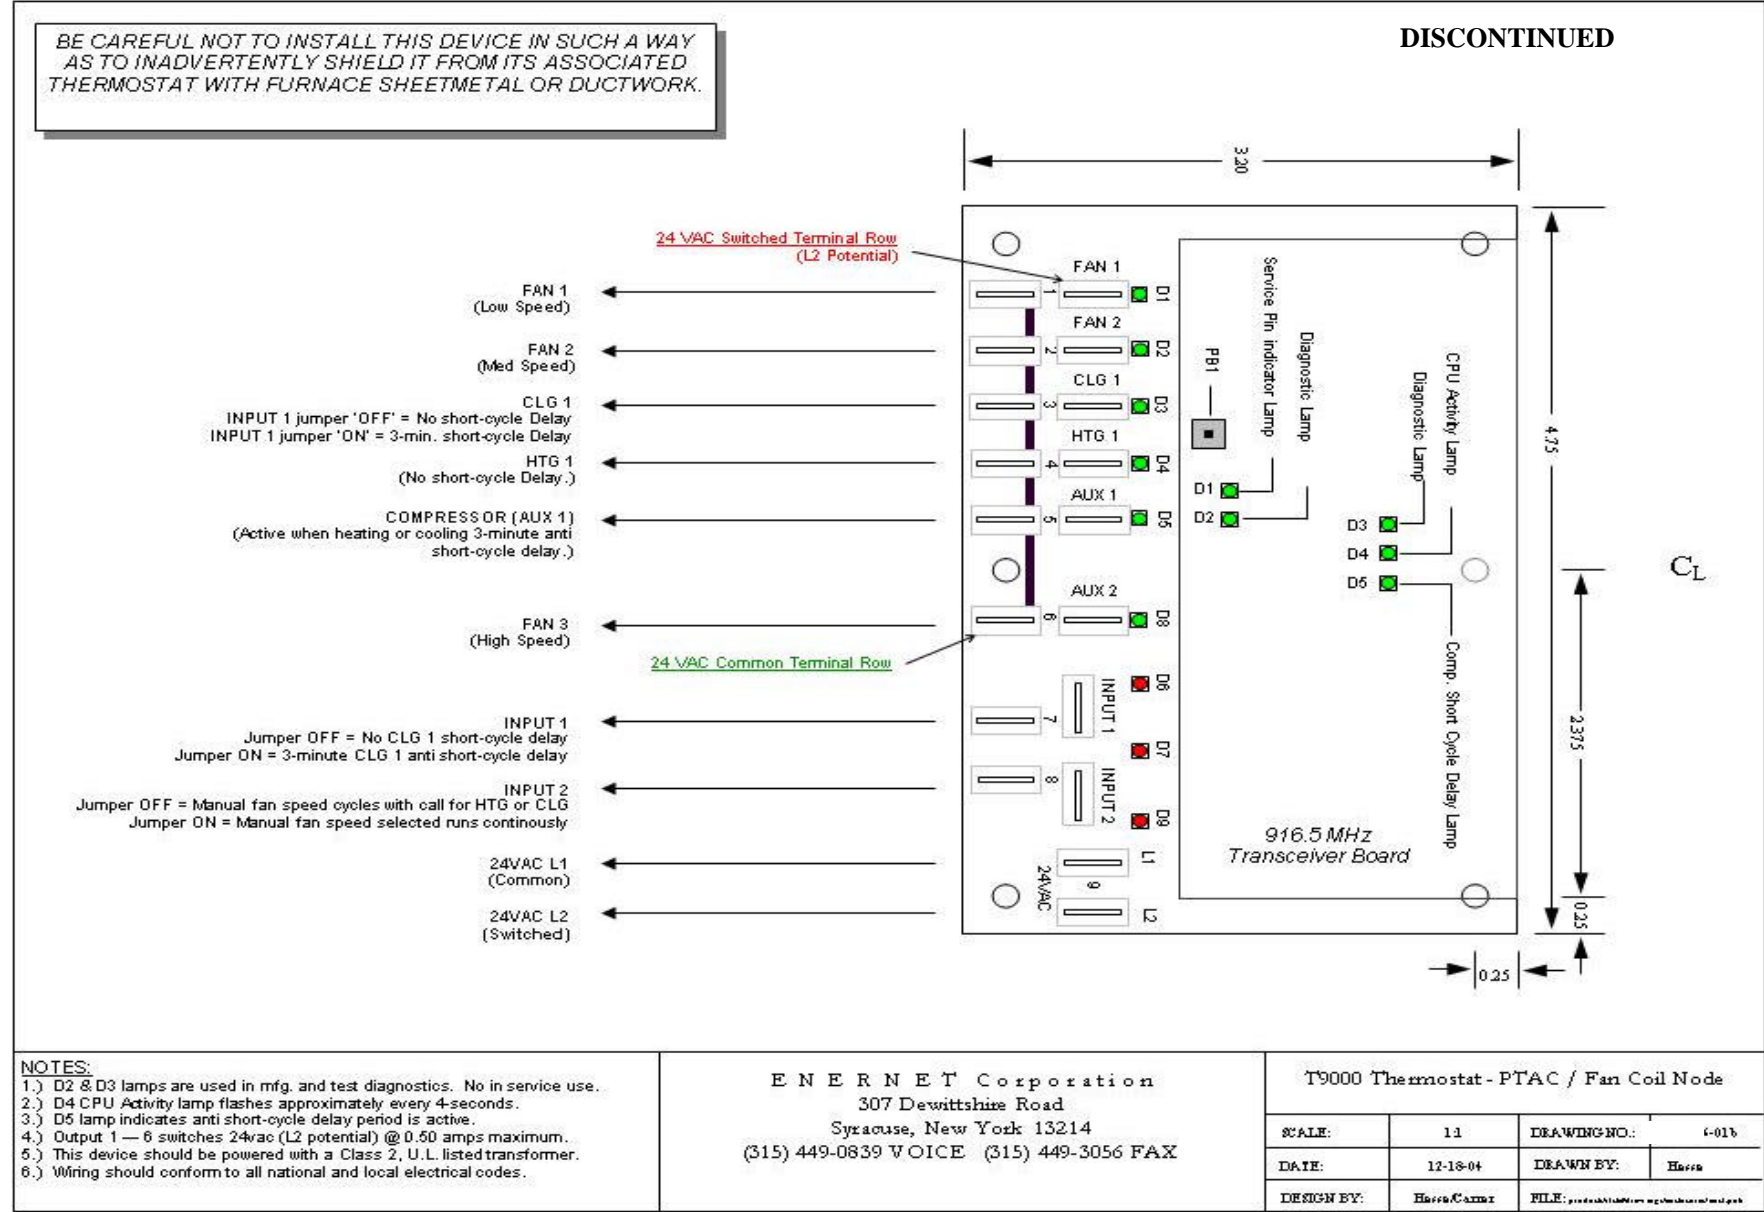 BE CAREFUL NOT TO INSTALL THIS DEVICE IN SUCH A WAY
AS TO INADVERTENTLY SHIELD IT FROM ITS ASSOCIATED
THERMOSTAT WITH FURNACE SHEETMETAL OR DUCTWORK.
DISCONTINUED
3.20
24 VAC Switched Terminal Row
(L2 Potential)
FAN 1
(Low Speed)
FAN 2
(Med Speed)
CLG 1
INPUT 1 jumper 'OFF' = No short-cycle Delay
INPUT 1 jumper 'ON' = 3-min. short-cycle Delay
HTG 1
(No short-cycle Delay.)
COMPRESSOR (AUX 1)
(Active when heating or cooling 3-minute anti
short-cycle delay.)
FAN 3
(High Speed)
24 VAC Common Terminal Row
INPUT 1
Jumper OFF = No CLG 1 short-cycle delay
Jumper ON = 3-minute CLG 1 anti short-cycle delay
INPUT 2
Jumper OFF = Manual fan speed cycles with call for HTG or CLG
Jumper ON = Manual fan speed selected runs continously
24VAC L1
(Common)
24VAC L2
(Switched)
FAN 1
1
D1
FAN 2
2
D2
CLG 1
3
D3
HTG 1
4
D4
AUX 1
5
D5
AUX 2
6
D8
7
INPUT 1
D6
D7
8
INPUT 2
D9
24VAC
L1
9
L2
PB1
Service Pin indicator Lamp
Diagnostic Lamp
Diagnostic Lamp
CPU Activity Lamp
D1
D2
D3
D4
D5
Comp. Short Cycle Delay Lamp
916.5 MHz
Transceiver Board
4.75
CL
2.375
0.25
0.25
NOTES:
1.) D2 & D3 lamps are used in mfg. and test diagnostics. No in service use.
2.) D4 CPU Activity lamp flashes approximately every 4-seconds.
3.) D5 lamp indicates anti short-cycle delay period is active.
4.) Output 1 — 6 switches 24vac (L2 potential) @ 0.50 amps maximum.
5.) This device should be powered with a Class 2, U.L. listed transformer.
6.) Wiring should conform to all national and local electrical codes.
ENERNET Corporation
307 Dewittshire Road
Syracuse, New York 13214
(315) 449-0839 VOICE (315) 449-3056 FAX
T9000 Thermostat - PTAC / Fan Coil Node
SCALE: 1:1 DRAWING NO.: 6-01b
DATE: 12-18-04 DRAWN BY:
DESIGN BY: FILE: